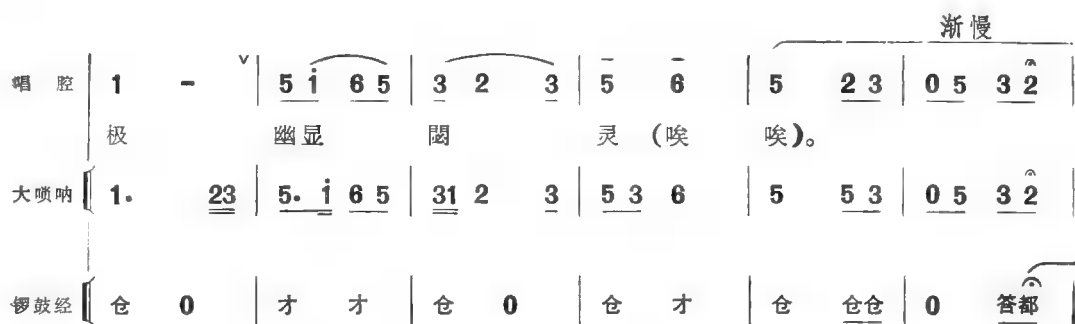 渐慢
唱腔 1 - ∨ | 5 i̇ 6 5 | 3 2 3 | 5 6 | 5 2 3 | 0 5 3 2 |
极 幽显 閟 灵 (唉 唉)。
大唢呐 1. 23 | 5. i̇ 6 5 | 31 2 3 | 5 3 6 | 5 5 3 | 0 5 3 2 |
锣鼓经 仓 0 | 才 才 | 仓 0 | 仓 才 | 仓 仓仓 | 0 答都 |